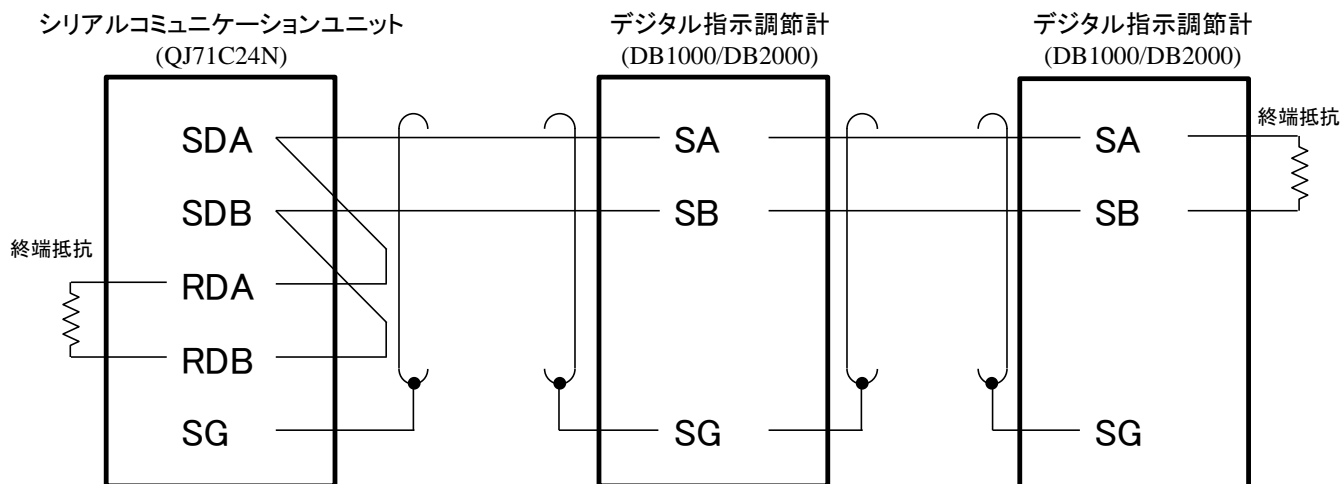 シリアルコミュニケーションユニット
(QJ71C24N)
デジタル指示調節計
(DB1000/DB2000)
デジタル指示調節計
(DB1000/DB2000)
SDA
SDB
RDA
RDB
SG
終端抵抗
SA
SB
SG
SA
SB
SG
終端抵抗